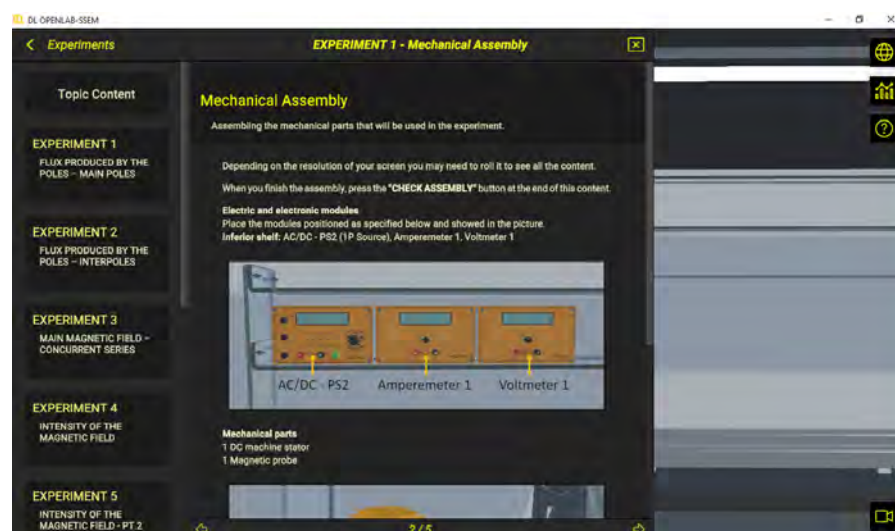 DL OPENLAB-SSEM
Experiments
EXPERIMENT 1 - Mechanical Assembly
Topic Content
EXPERIMENT 1
FLUX PRODUCED BY THE
POLES – MAIN POLES
EXPERIMENT 2
FLUX PRODUCED BY THE
POLES – INTERPOLES
EXPERIMENT 3
MAIN MAGNETIC FIELD –
CONCURRENT SERIES
EXPERIMENT 4
INTENSITY OF THE
MAGNETIC FIELD
EXPERIMENT 5
INTENSITY OF THE
MAGNETIC FIELD - PT.2
Mechanical Assembly
Assembling the mechanical parts that will be used in the experiment.
Depending on the resolution of your screen you may need to roll it to see all the content.
When you finish the assembly, press the "CHECK ASSEMBLY" button at the end of this content.
Electric and electronic modules
Place the modules positioned as specified below and showed in the picture.
Inferior shelf: AC/DC - PS2 (1P Source), Amperemeter 1, Voltmeter 1
AC/DC - PS2 Amperemeter 1 Voltmeter 1
Mechanical parts
1 DC machine stator
1 Magnetic probe
2/5